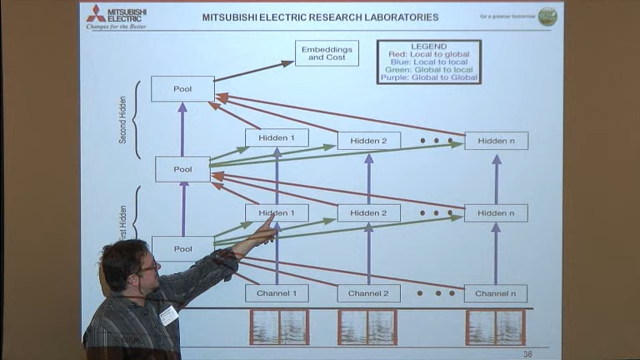 MITSUBISHI ELECTRIC
Changes for the Better
MITSUBISHI ELECTRIC RESEARCH LABORATORIES
for a greener tomorrow
Embeddings and Cost
LEGEND
Red: Local to global
Blue: Local to local
Green: Global to local
Purple: Global to Global
Pool
Second Hidden
Hidden 1
Hidden 2
Hidden n
Pool
Hidden 1
Hidden 2
Hidden n
Hidden
Pool
Channel 1
Channel 2
Channel n
36